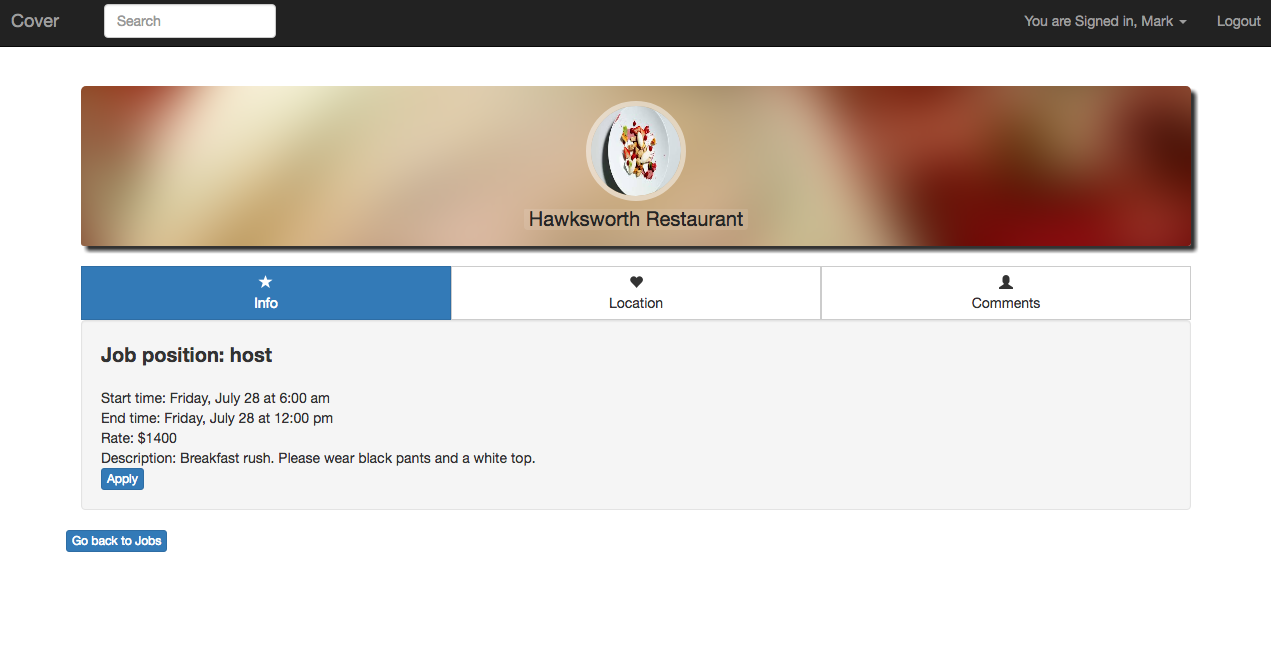 Cover
Search
You are Signed in, Mark
Logout
Hawksworth Restaurant
Info
Location
Comments
Job position: host
Start time: Friday, July 28 at 6:00 am
End time: Friday, July 28 at 12:00 pm
Rate: $1400
Description: Breakfast rush. Please wear black pants and a white top.
Apply
Go back to Jobs